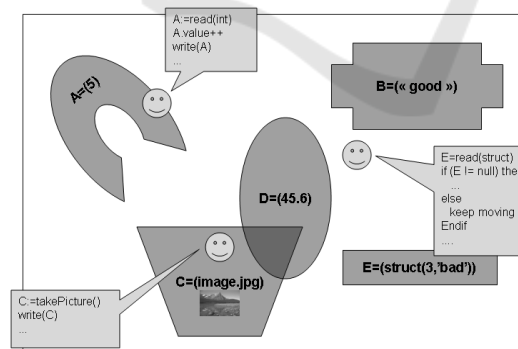 A:=read(int)
A.value++
write(A)
...
A=(5)
B=(« good »)
E=read(struct)
if (E != null) the
...
else
keep moving
Endif
....
D=(45.6)
E=(struct(3,'bad'))
C=(image.jpg)
C:=takePicture()
write(C)
...